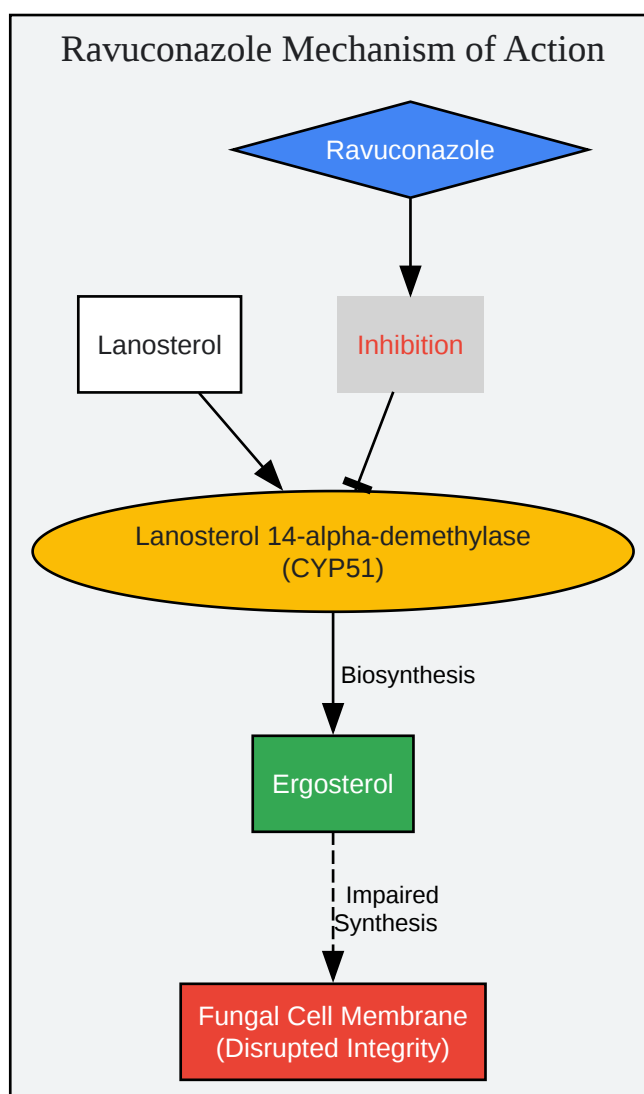 Ravuconazole Mechanism of Action
Ravuconazole
Lanosterol
Inhibition
Lanosterol 14-alpha-demethylase
(CYP51)
Biosynthesis
Ergosterol
Impaired
Synthesis
Fungal Cell Membrane
(Disrupted Integrity)